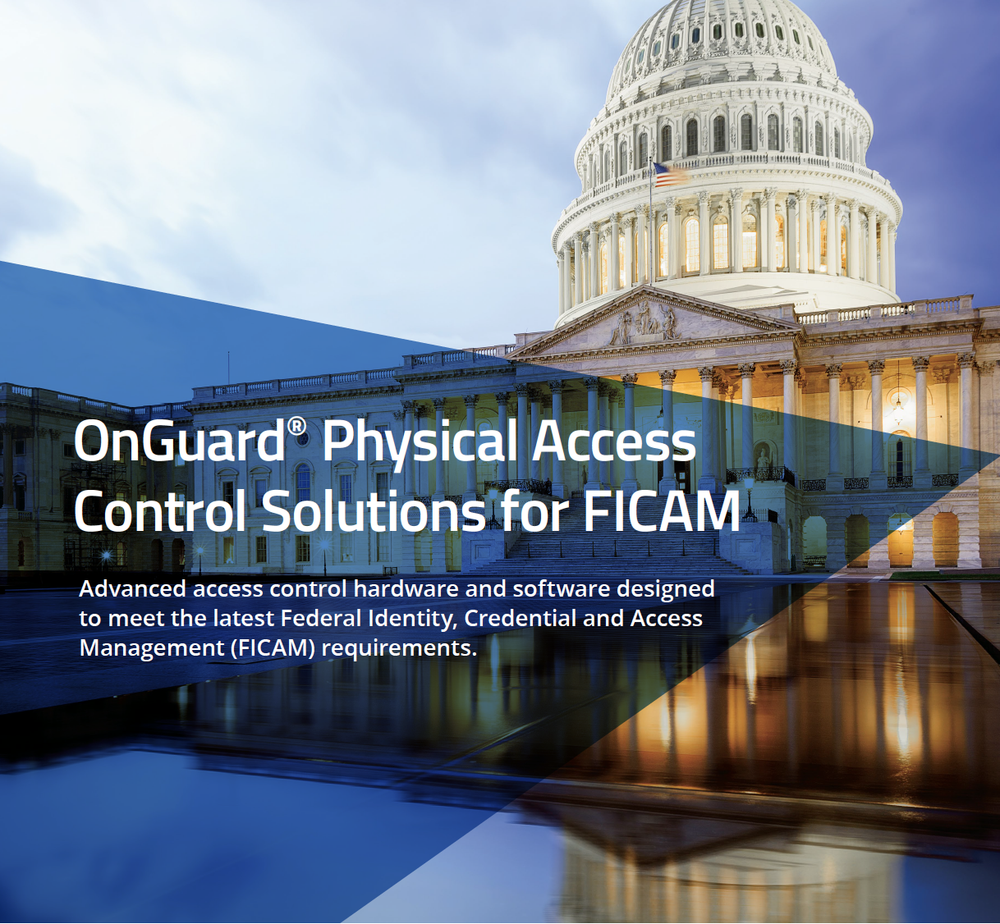 OnGuard® Physical Access
Control Solutions for FICAM
Advanced access control hardware and software designed
to meet the latest Federal Identity, Credential and Access
Management (FICAM) requirements.